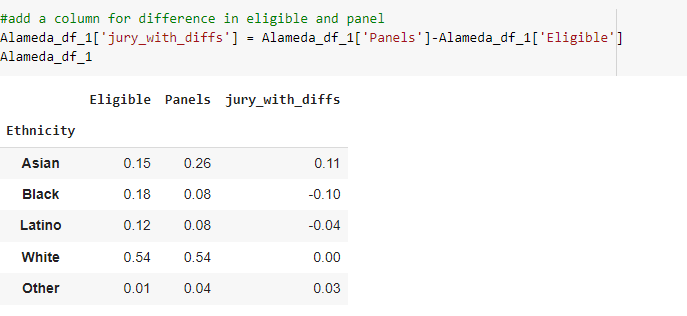 #add a column for difference in eligible and panel
Alameda_df_1['jury_with_diffs'] = Alameda_df_1['Panels']-Alameda_df_1['Eligible']
Alameda_df_1
Eligible Panels jury_with_diffs
Ethnicity
Asian 0.15 0.26 0.11
Black 0.18 0.08 -0.10
Latino 0.12 0.08 -0.04
White 0.54 0.54 0.00
Other 0.01 0.04 0.03